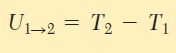 U₁→₂ = T₂ − T₁